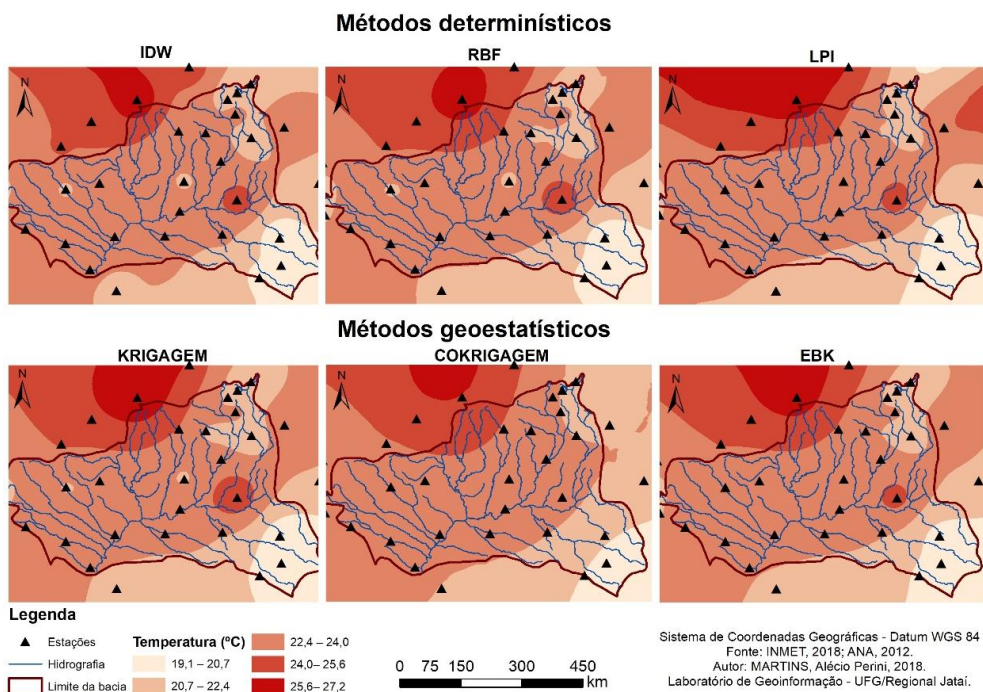 Métodos determinísticos
IDW
RBF
LPI
N
N
N
Métodos geoestatísticos
KRIGAGEM
COKRIGAGEM
EBK
N
N
N
Legenda
Estações
Hidrografia
Limite da bacia
Temperatura (ºC)
19,1 – 20,7
20,7 – 22,4
22,4 – 24,0
24,0 – 25,6
25,6 – 27,2
0 75 150 300 450
km
Sistema de Coordenadas Geográficas - Datum WGS 84
Fonte: INMET, 2018; ANA, 2012.
Autor: MARTINS, Alécio Perini, 2018.
Laboratório de Geoinformação - UFG/Regional Jataí.